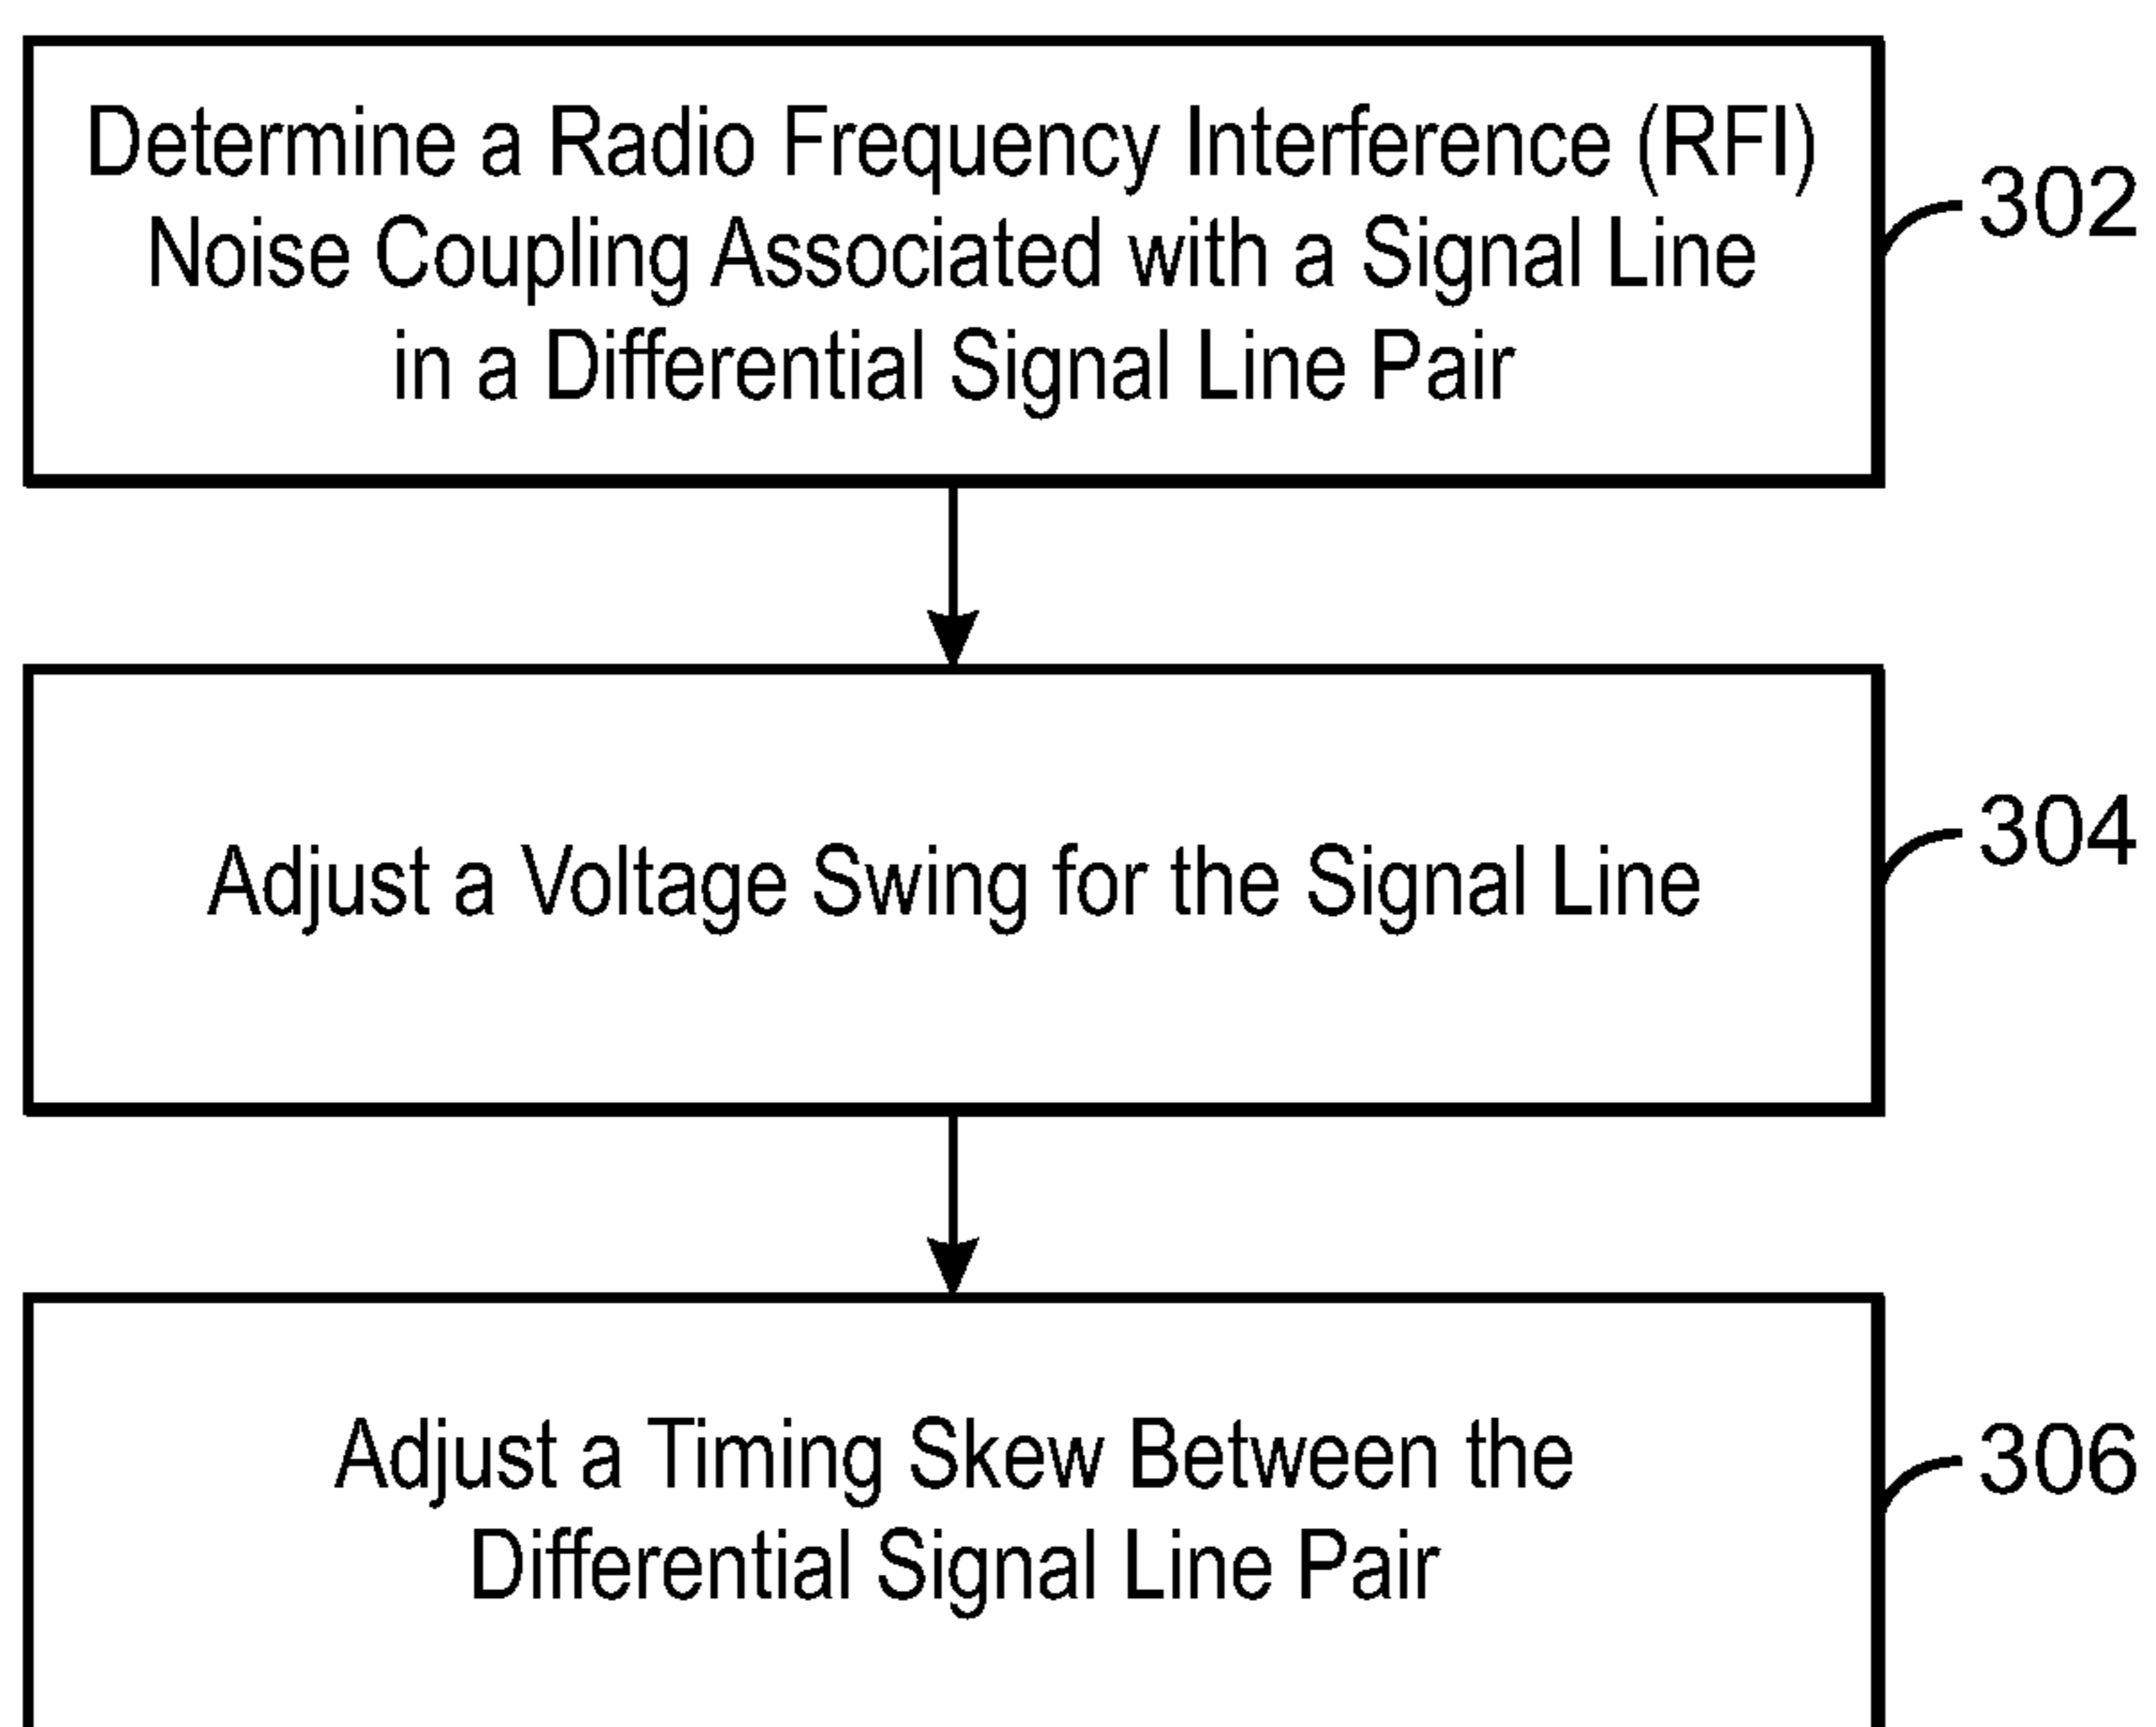 Determine a Radio Frequency Interference (RFI)
Noise Coupling Associated with a Signal Line
in a Differential Signal Line Pair
302
Adjust a Voltage Swing for the Signal Line
304
Adjust a Timing Skew Between the
Differential Signal Line Pair
306